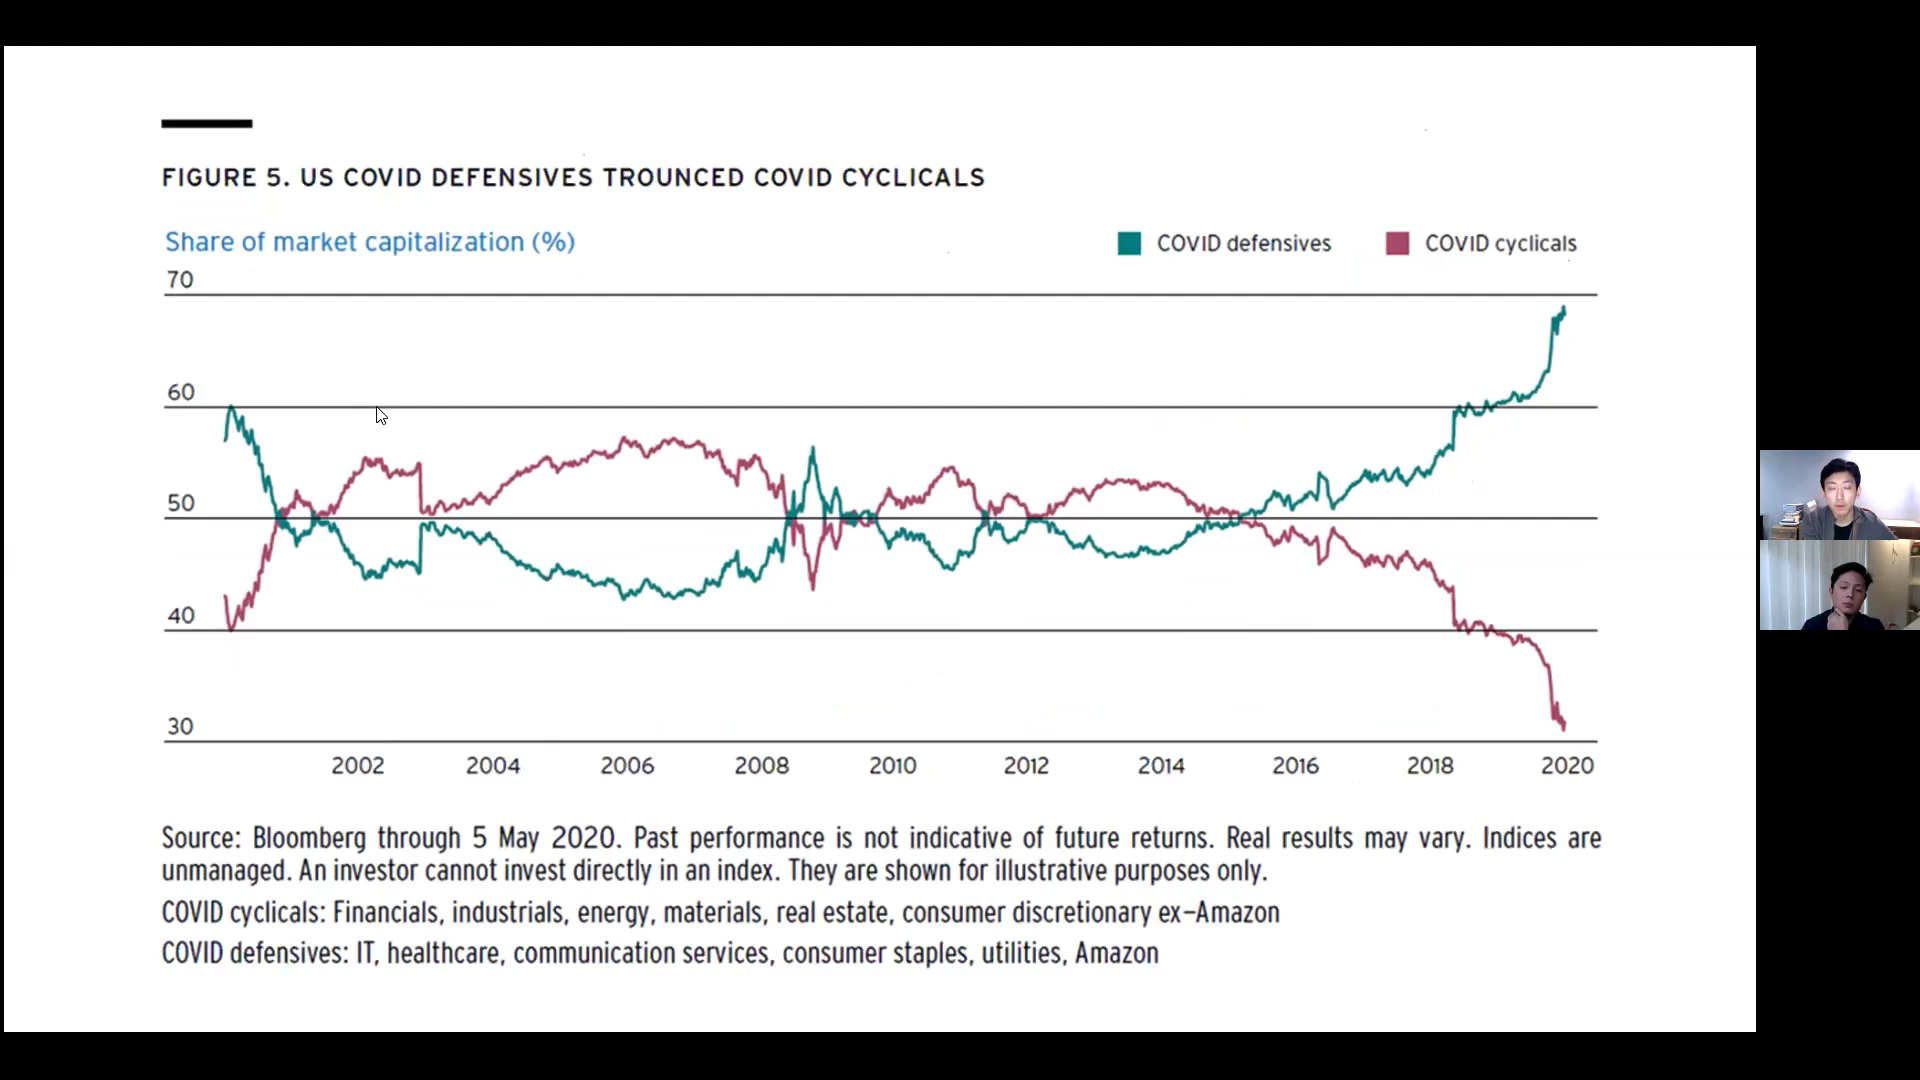 FIGURE 5. US COVID DEFENSIVES TROUNCED COVID CYCLICALS
Share of market capitalization (%)
COVID defensives
COVID cyclicals
70
60
50
40
30
2002
2004
2006
2008
2010
2012
2014
2016
2018
2020
Source: Bloomberg through 5 May 2020. Past performance is not indicative of future returns. Real results may vary. Indices are
unmanaged. An investor cannot invest directly in an index. They are shown for illustrative purposes only.
COVID cyclicals: Financials, industrials, energy, materials, real estate, consumer discretionary ex–Amazon
COVID defensives: IT, healthcare, communication services, consumer staples, utilities, Amazon